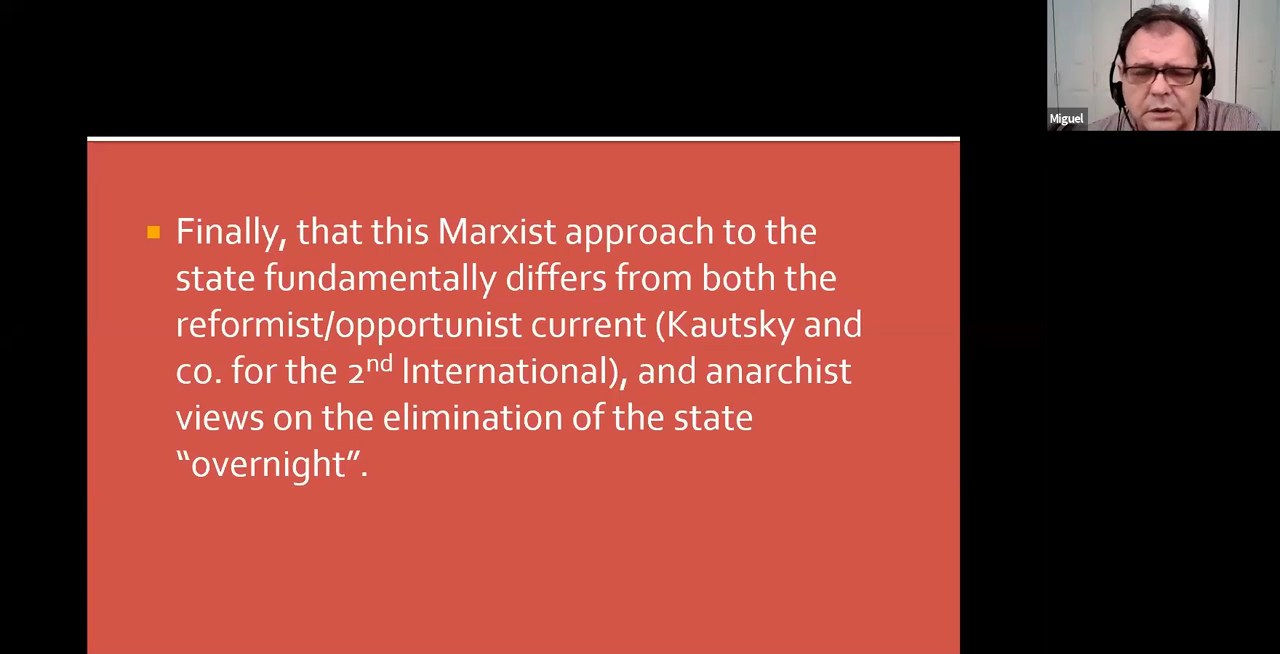 Miguel
Finally, that this Marxist approach to the
state fundamentally differs from both the
reformist/opportunist current (Kautsky and
co. for the 2nd International), and anarchist
views on the elimination of the state
“overnight”.